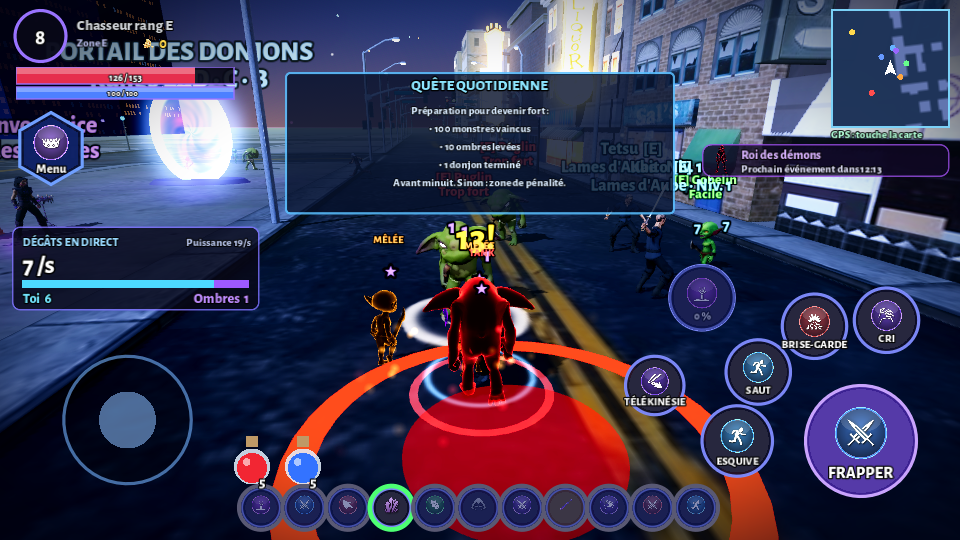 8
Chasseur rang E
Zone E
0
PORTAIL DES DONJONS
126/153
100/100
Menu
QUÊTE QUOTIDIENNE
Préparation pour devenir fort :
• 100 monstres vaincus
• 10 ombres levées
• 1 donjon terminé
Avant minuit. Sinon : zone de pénalité.
GPS · touche la carte
Roi des démons
Prochain événement dans 12:13
Tetsu [E]
[E] Gobelin
Facile
Trop fort
7
7
DÉGÂTS EN DIRECT
Puissance 19/s
7 /s
Toi 6
Ombres 1
MÊLÉE
13!
0 %
BRISE-GARDE
CRI
SAUT
TÉLÉKINÉSIE
ESQUIVE
FRAPPER
5
5